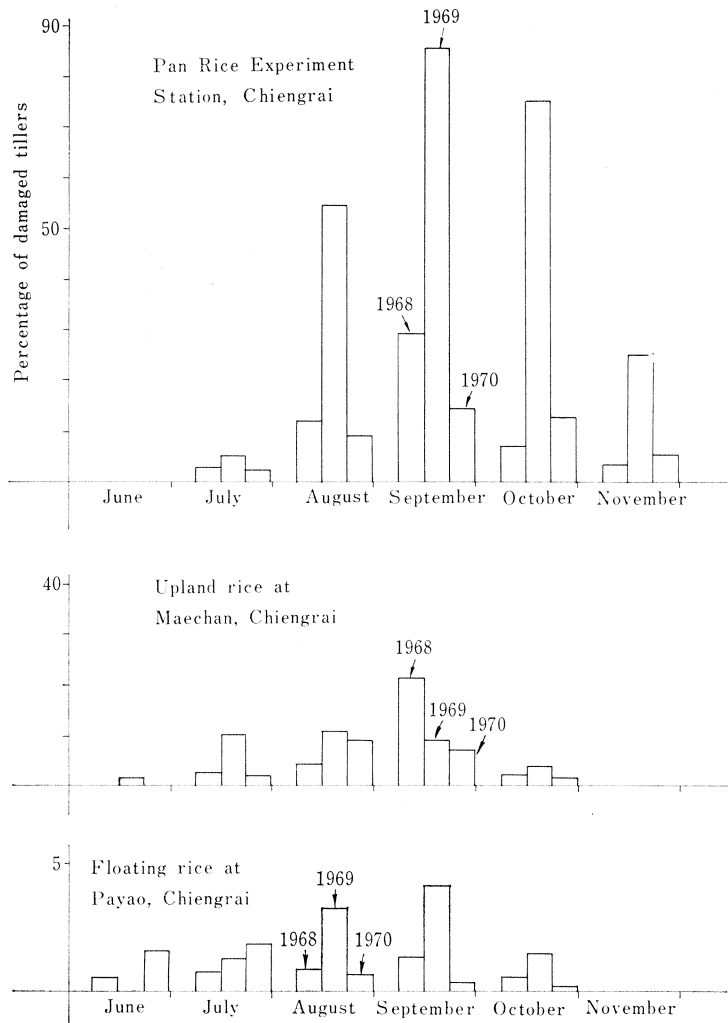 90
1969
Pan Rice Experiment
Station, Chiengrai
Percentage of damaged tillers
50
1968
1970
June July August September October November
40
Upland rice at
Maechan, Chiengrai
1968
1969
1970
5
Floating rice at
Payao, Chiengrai
1969
1968
1970
June July August September October November